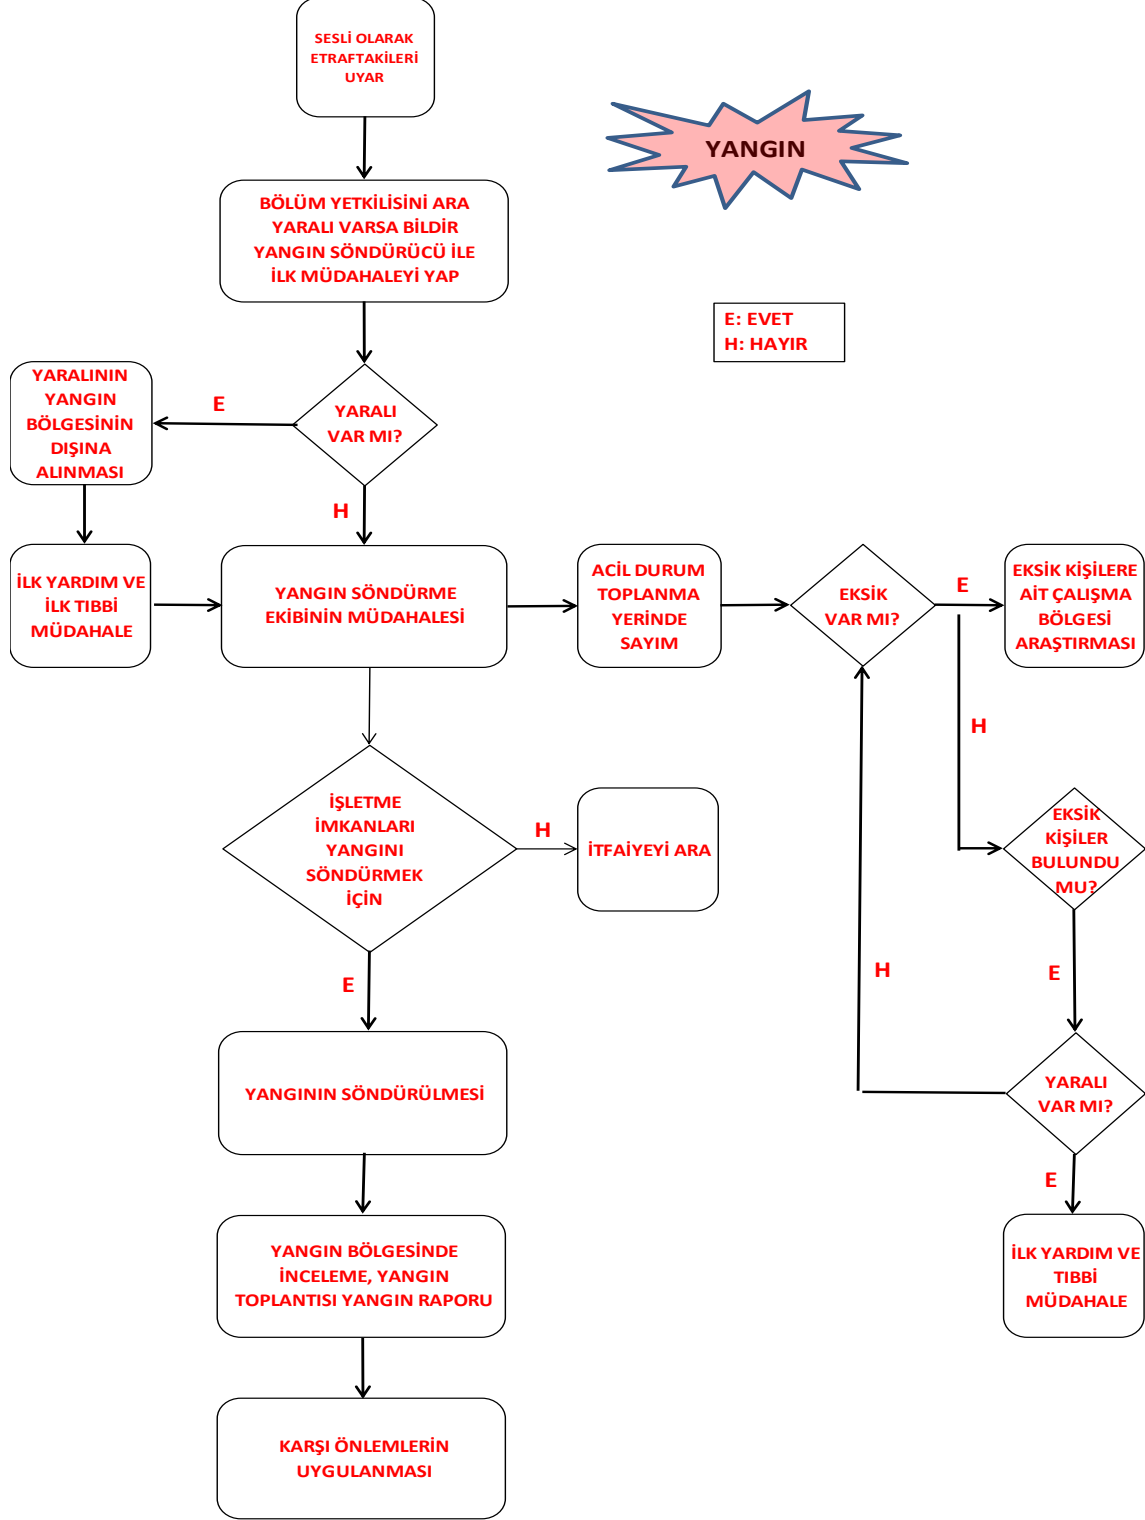 SESLİ OLARAK
ETRAFTAKİLERİ
UYAR
YANGIN
BÖLÜM YETKİLİSİNİ ARA
YARALI VARSA BİLDİR
YANGIN SÖNDÜRÜCÜ İLE
İLK MÜDAHALEYİ YAP
E: EVET
H: HAYIR
YARALININ
YANGIN
BÖLGESİNİN
DIŞINA
ALINMASI
E
YARALI
VAR MI?
H
İLK YARDIM VE
İLK TIBBİ
MÜDAHALE
YANGIN SÖNDÜRME
EKİBİNİN MÜDAHALESİ
ACİL DURUM
TOPLANMA
YERİNDE
SAYIM
EKSİK
VAR MI?
E
EKSİK KİŞİLERE
AİT ÇALIŞMA
BÖLGESİ
ARAŞTIRMASI
H
İŞLETME
İMKANLARI
YANGINI
SÖNDÜRMEK
İÇİN
H
İTFAİYEYİ ARA
EKSİK
KİŞİLER
BULUNDU
MU?
E
H
E
YANGININ SÖNDÜRÜLMESİ
YARALI
VAR MI?
E
YANGIN BÖLGESİNDE
İNCELEME, YANGIN
TOPLANTISI YANGIN RAPORU
İLK YARDIM VE
TIBBİ
MÜDAHALE
KARŞI ÖNLEMLERİN
UYGULANMASI